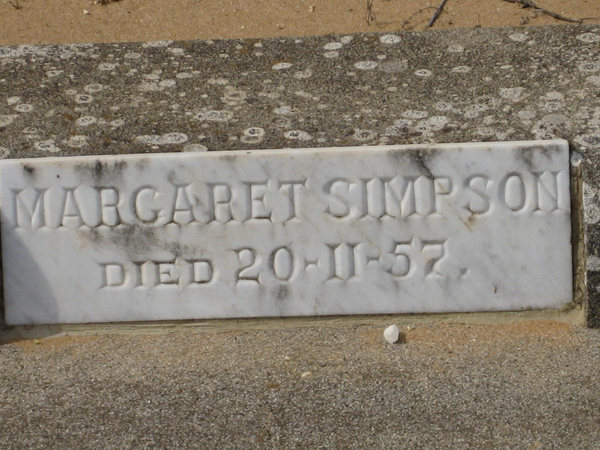 MARGARET SIMPSON
DIED 20-11-57.